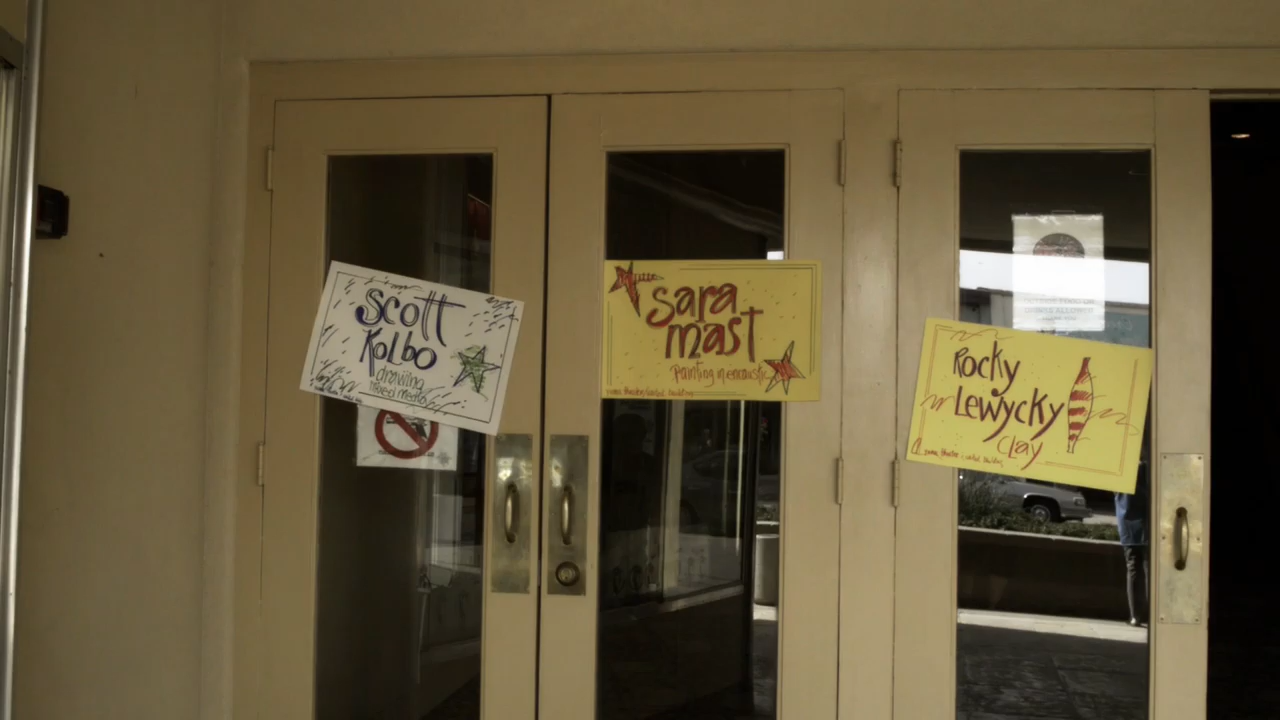 Scott
Kolbo
drawing
mixed media
Sara
mast
Painting in encaustic
Rocky
Lewycky
Clay